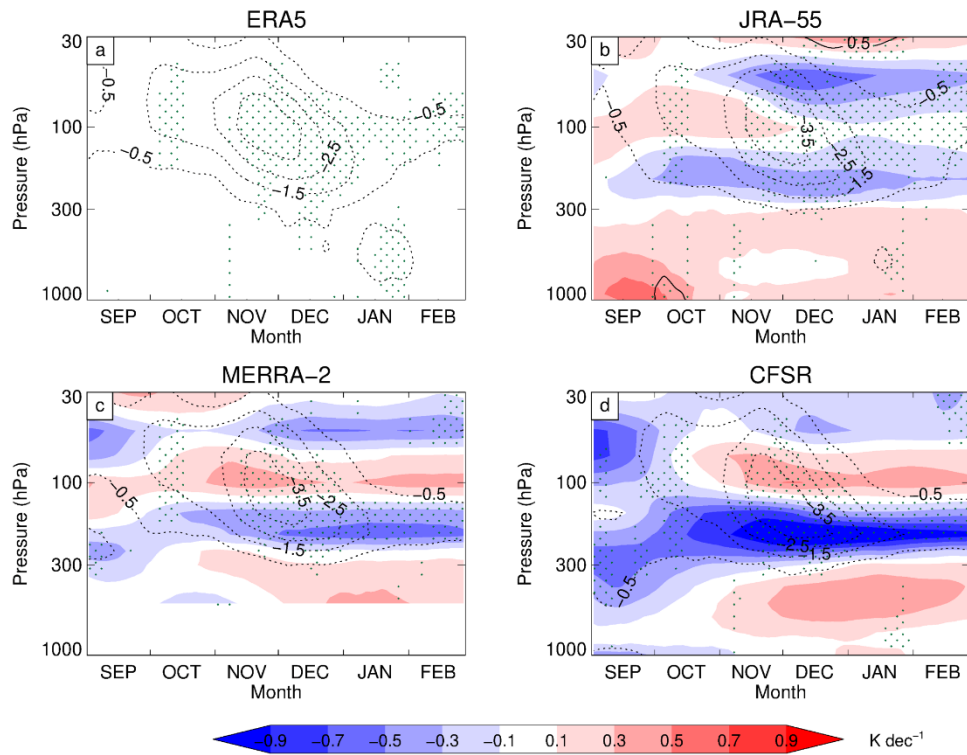 ERA5
JRA−55
30
a
−0.5
−0.5
100
−0.5
−2.5
−1.5
300
1000
Pressure (hPa)
SEP OCT NOV DEC JAN FEB
Month
30
b
0.5
−0.5
−0.5
100
−3.5
−2.5
−1.5
300
1000
Pressure (hPa)
SEP OCT NOV DEC JAN FEB
Month
MERRA−2
CFSR
30
c
100
−0.5
−3.5
−2.5
−0.5
−1.5
300
1000
Pressure (hPa)
SEP OCT NOV DEC JAN FEB
Month
30
d
100
−0.5
−3.5
−2.5
−1.5
300
−0.5
1000
Pressure (hPa)
SEP OCT NOV DEC JAN FEB
Month
−0.9 −0.7 −0.5 −0.3 −0.1 0.1 0.3 0.5 0.7 0.9 K dec⁻¹